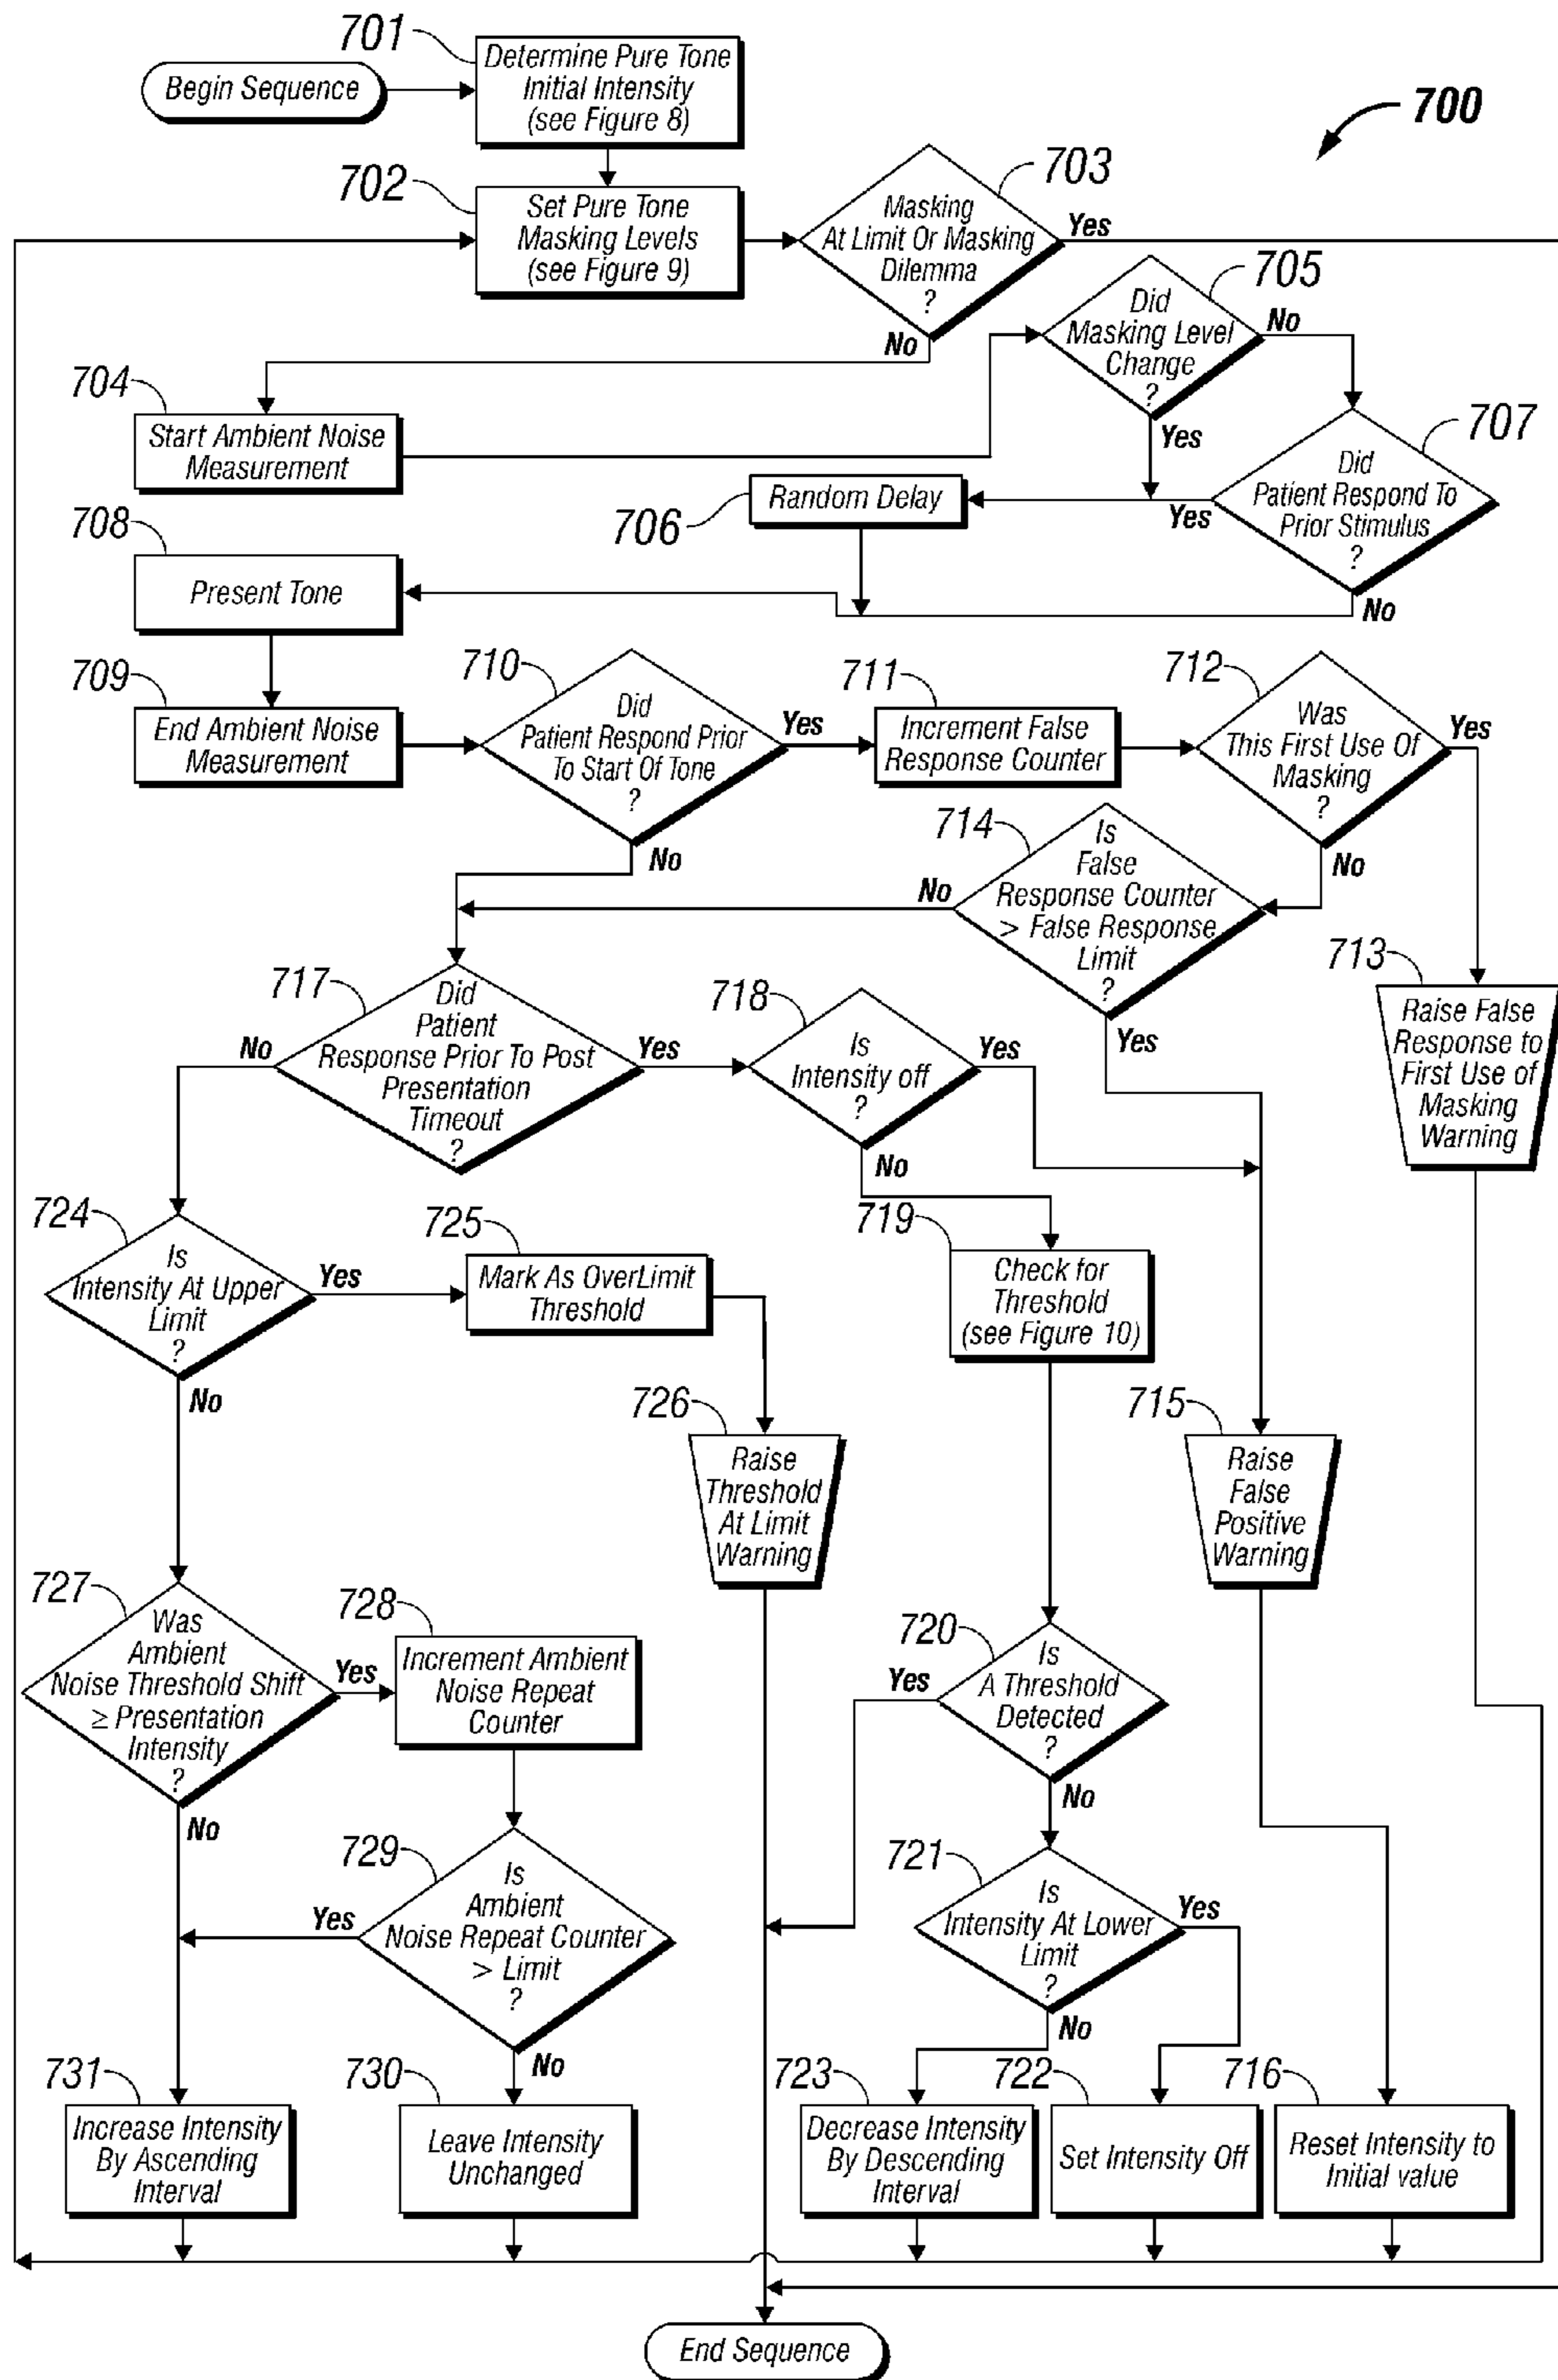 701
Determine Pure Tone
Initial Intensity
(see Figure 8)
Begin Sequence
700
702
Set Pure Tone
Masking Levels
(see Figure 9)
703
Masking
At Limit Or Masking
Dilemma
?
Yes
No
705
Did
Masking Level
Change
?
No
Yes
704
Start Ambient Noise
Measurement
707
Did
Patient Respond To
Prior Stimulus
?
Yes
No
706
Random Delay
708
Present Tone
709
End Ambient Noise
Measurement
710
Did
Patient Respond Prior
To Start Of Tone
?
Yes
No
711
Increment False
Response Counter
712
Was
This First Use Of
Masking
?
Yes
No
714
Is
False
Response Counter
> False Response
Limit
?
No
Yes
713
Raise False
Response to
First Use of
Masking
Warning
717
Did
Patient
Response Prior To Post
Presentation
Timeout
?
No
Yes
718
Is
Intensity off
?
Yes
No
724
Is
Intensity At Upper
Limit
?
Yes
No
725
Mark As OverLimit
Threshold
719
Check for
Threshold
(see Figure 10)
726
Raise
Threshold
At Limit
Warning
715
Raise
False
Positive
Warning
727
Was
Ambient
Noise Threshold Shift
≥ Presentation
Intensity
?
Yes
No
728
Increment Ambient
Noise Repeat
Counter
720
Is
A Threshold
Detected
?
Yes
No
729
Is
Ambient
Noise Repeat Counter
> Limit
?
Yes
No
721
Is
Intensity At Lower
Limit
?
Yes
No
731
Increase Intensity
By Ascending
Interval
730
Leave Intensity
Unchanged
723
Decrease Intensity
By Descending
Interval
722
Set Intensity Off
716
Reset Intensity to
Initial value
End Sequence